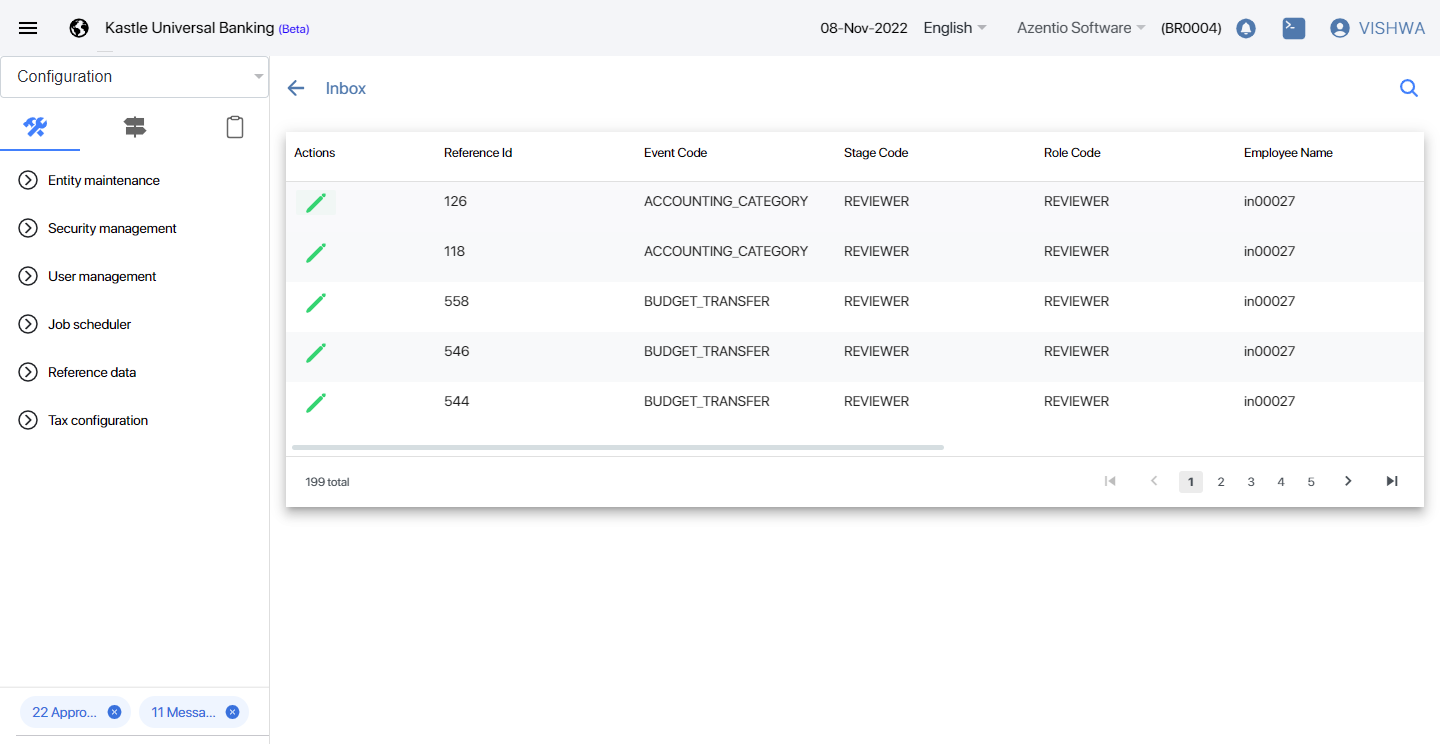 Kastle Universal Banking (Beta) 08-Nov-2022 English Azentio Software (BR0004) VISHWA
Configuration
Entity maintenance
Security management
User management
Job scheduler
Reference data
Tax configuration
22 Appro... 11 Messa...
Inbox
Actions Reference Id Event Code Stage Code Role Code Employee Name
126 ACCOUNTING_CATEGORY REVIEWER REVIEWER in00027
118 ACCOUNTING_CATEGORY REVIEWER REVIEWER in00027
558 BUDGET_TRANSFER REVIEWER REVIEWER in00027
546 BUDGET_TRANSFER REVIEWER REVIEWER in00027
544 BUDGET_TRANSFER REVIEWER REVIEWER in00027
199 total 1 2 3 4 5